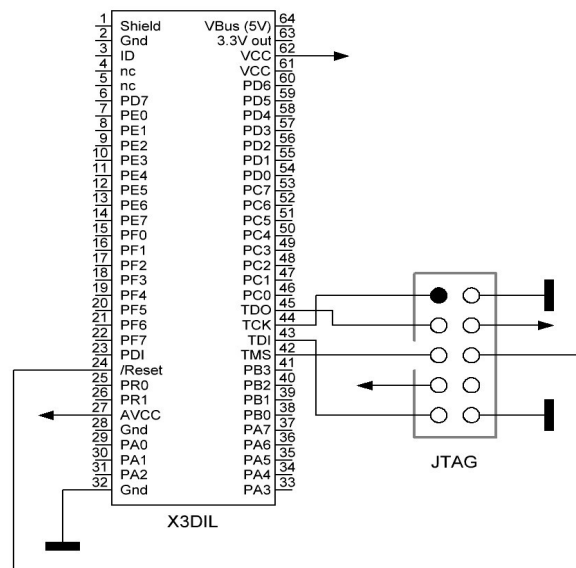 1 Shield VBus (5V) 64
2 Gnd 3.3V out 63
3 ID VCC 62
4 nc VCC 61
5 nc PD6 60
6 PD7 PD5 59
7 PE0 PD4 58
8 PE1 PD3 57
9 PE2 PD2 56
10 PE3 PD1 55
11 PE4 PD0 54
12 PE5 PC7 53
13 PE6 PC6 52
14 PE7 PC5 51
15 PF0 PC4 50
16 PF1 PC3 49
17 PF2 PC2 48
18 PF3 PC1 47
19 PF4 PC0 46
20 PF5 TDO 45
21 PF6 TCK 44
22 PF7 TDI 43
23 PDI TMS 42
24 /Reset PB3 41
25 PR0 PB2 40
26 PR1 PB1 39
27 AVCC PB0 38
28 Gnd PA7 37
29 PA0 PA6 36
30 PA1 PA5 35
31 PA2 PA4 34
32 Gnd PA3 33
JTAG
X3DIL